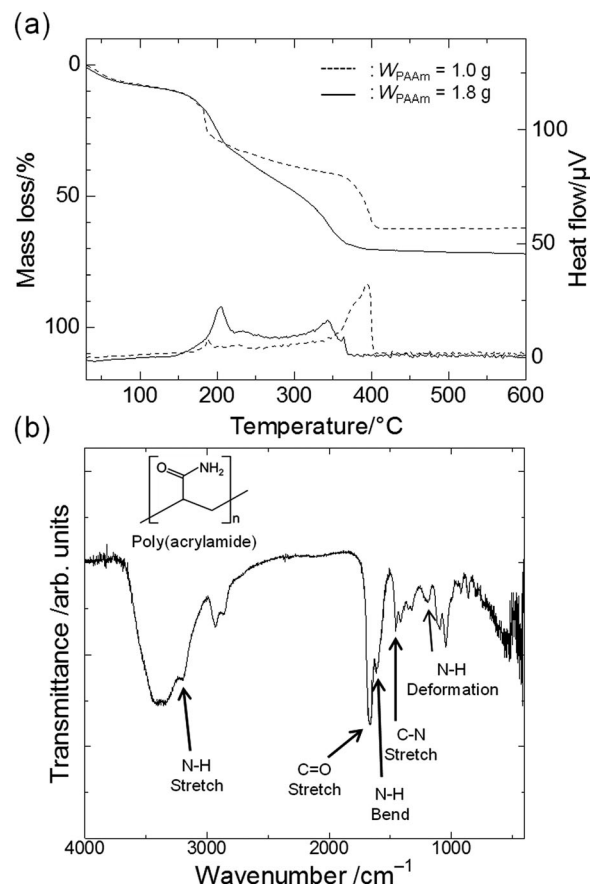 (a)
0
50
100
Mass loss/%
: W_PAAm = 1.0 g
: W_PAAm = 1.8 g
100
50
0
Heat flow/µV
100 200 300 400 500 600
Temperature/°C
(b)
O
NH2
n
Poly(acrylamide)
Transmittance /arb. units
N-H
Stretch
C=O
Stretch
N-H
Bend
C-N
Stretch
N-H
Deformation
4000 3000 2000 1000
Wavenumber /cm⁻¹